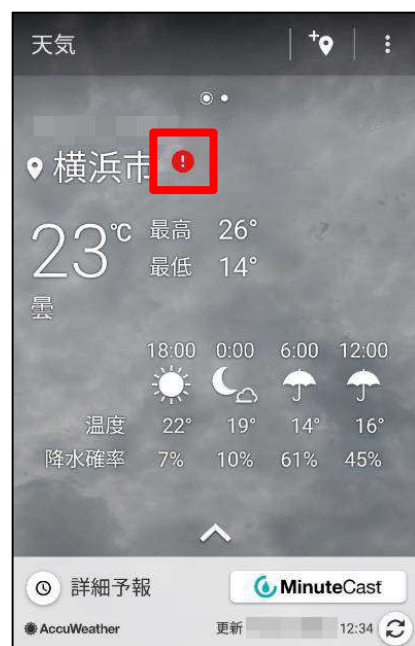 天気
横浜市
23℃
最高 26°
最低 14°
曇
18:00 0:00 6:00 12:00
温度 22° 19° 14° 16°
降水確率 7% 10% 61% 45%
詳細予報
MinuteCast
AccuWeather
更新 12:34